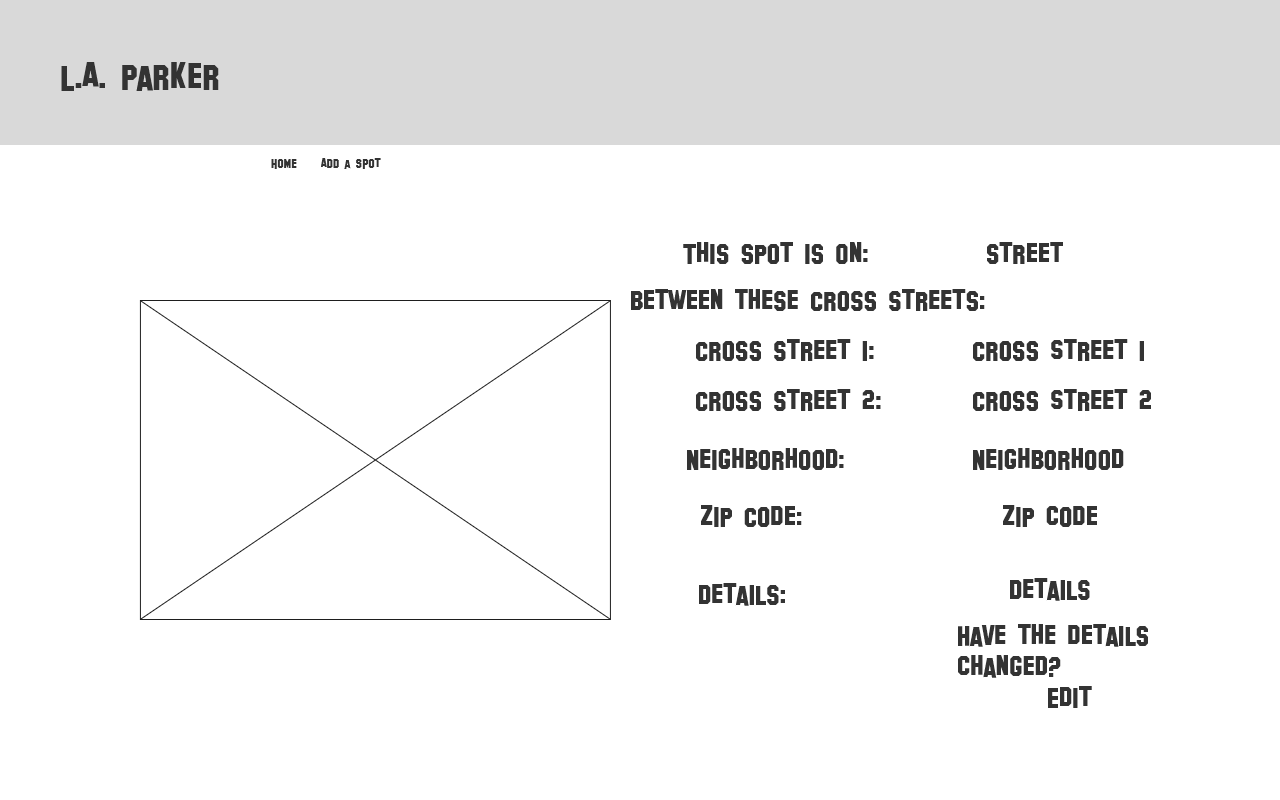 L.A. PARKER
HOME ADD A SPOT
THIS SPOT IS ON: STREET
BETWEEN THESE CROSS STREETS:
CROSS STREET 1: CROSS STREET 1
CROSS STREET 2: CROSS STREET 2
NEIGHBORHOOD: NEIGHBORHOOD
ZIP CODE: ZIP CODE
DETAILS: DETAILS
HAVE THE DETAILS
CHANGED?
EDIT